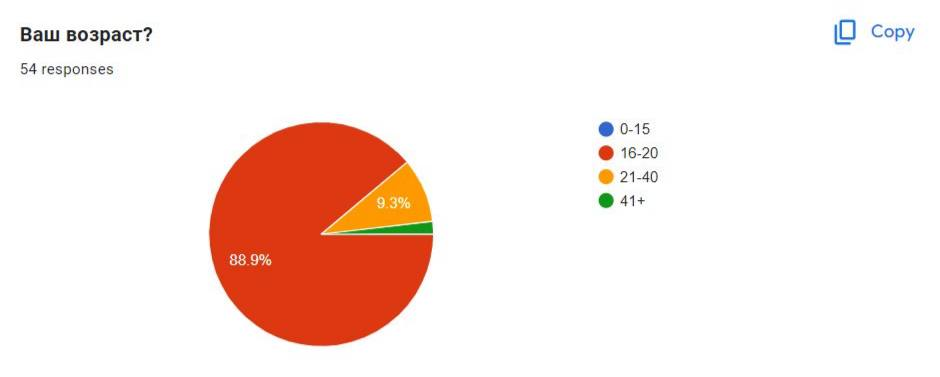 Ваш возраст?
Copy
54 responses
0-15
16-20
21-40
41+
9.3%
88.9%